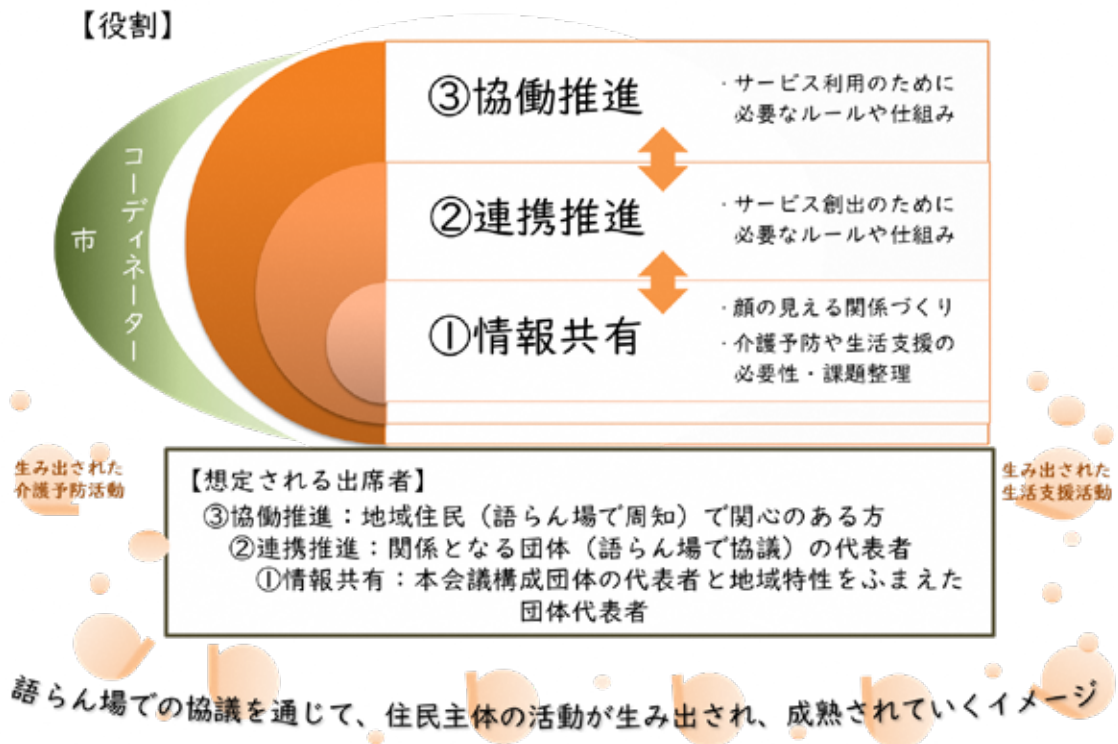 【役割】
市
コーディネーター
③協働推進
・サービス利用のために
必要なルールや仕組み
②連携推進
・サービス創出のために
必要なルールや仕組み
①情報共有
・顔の見える関係づくり
・介護予防や生活支援の
必要性・課題整理
生み出された
介護予防活動
生み出された
生活支援活動
【想定される出席者】
③協働推進：地域住民（語らん場で周知）で関心のある方
②連携推進：関係となる団体（語らん場で協議）の代表者
①情報共有：本会議構成団体の代表者と地域特性をふまえた
団体代表者
語らん場での協議を通じて、住民主体の活動が生み出され、成熟されていくイメージ